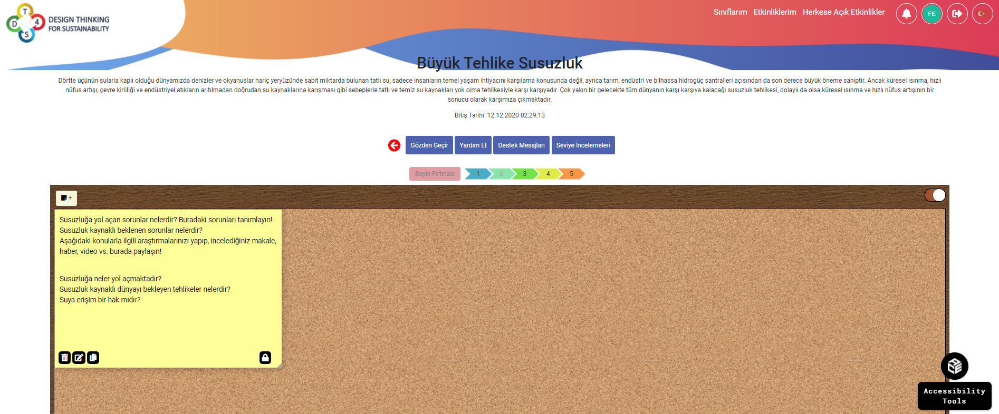 T
D 4
S
DESIGN THINKING
FOR SUSTAINABILITY
Sınıflarım Etkinliklerim Herkese Açık Etkinlikler FE
Büyük Tehlike Susuzluk
Dörtte üçünün sularla kaplı olduğu dünyamızda denizler ve okyanuslar hariç yeryüzünde sabit miktarda bulunan tatlı su, sadece insanların temel yaşam ihtiyacını karşılama konusunda değil, ayrıca tarım, endüstri ve bilhassa hidrogüç santralleri açısından da son derece büyük öneme sahiptir. Ancak küresel ısınma, hızlı
nüfus artışı, çevre kirliliği ve endüstriyel atıkların arıtılmadan doğrudan su kaynaklarına karışması gibi sebeplerle tatlı ve temiz su kaynakları yok olma tehlikesiyle karşı karşıyadır. Çok yakın bir gelecekte tüm dünyanın karşı karşıya kalacağı susuzluk tehlikesi, dolaylı da olsa küresel ısınma ve hızlı nüfus artışının bir
sonucu olarak karşımıza çıkmaktadır.
Bitiş Tarihi: 12.12.2020 02:29:13
Gözden Geçir Yardım Et Destek Mesajları Seviye İncelemeleri
Beyin Fırtınası 1 2 3 4 5
+
Susuzluğa yol açan sorunlar nelerdir? Buradaki sorunları tanımlayın!
Susuzluk kaynaklı beklenen sorunlar nelerdir?
Aşağıdaki konularla ilgili araştırmalarınızı yapıp, incelediğiniz makale,
haber, video vs. burada paylaşın!
Susuzluğa neler yol açmaktadır?
Susuzluk kaynaklı dünyayı bekleyen tehlikeler nelerdir?
Suya erişim bir hak mıdır?
Accessibility
Tools